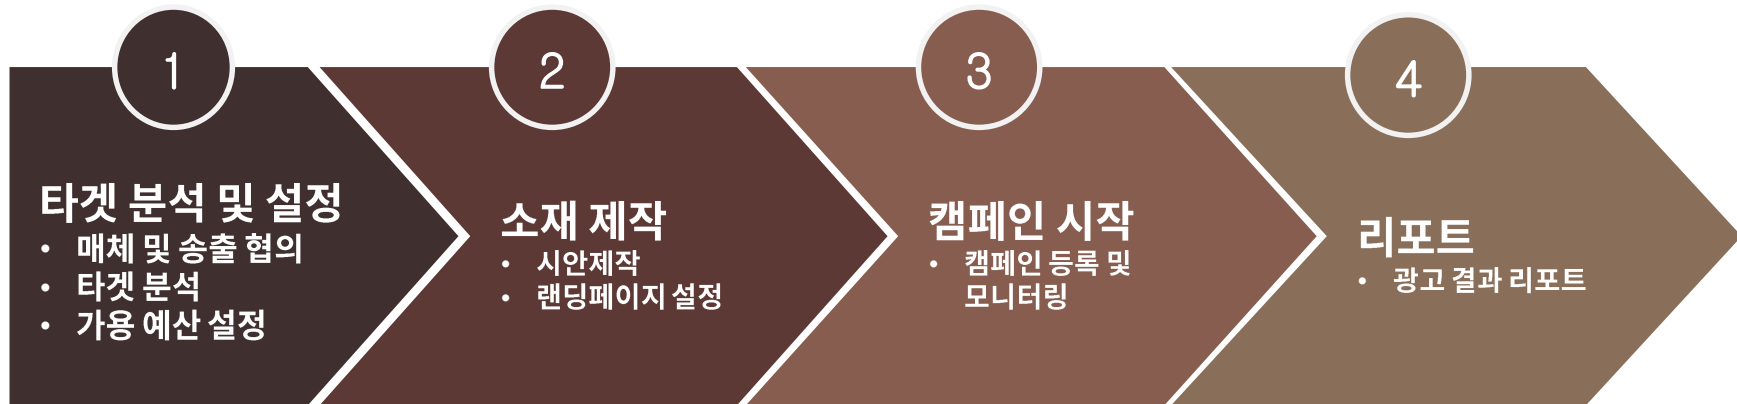 1
타겟 분석 및 설정
• 매체 및 송출 협의
• 타겟 분석
• 가용 예산 설정
2
소재 제작
• 시안제작
• 랜딩페이지 설정
3
캠페인 시작
• 캠페인 등록 및
모니터링
4
리포트
• 광고 결과 리포트